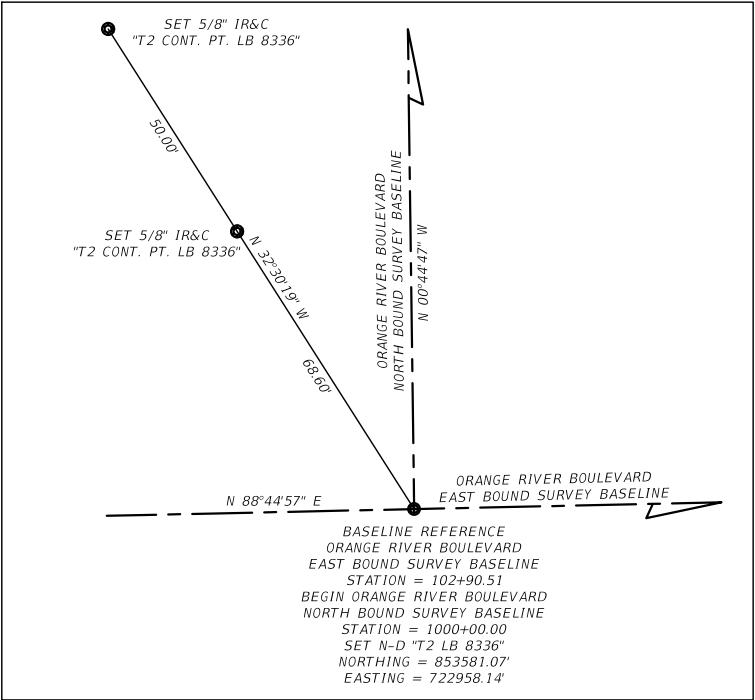 SET 5/8" IR&C
"T2 CONT. PT. LB 8336"
50.00'
SET 5/8" IR&C
"T2 CONT. PT. LB 8336"
N 32°30'19" W
68.60'
ORANGE RIVER BOULEVARD
NORTH BOUND SURVEY BASELINE
N 00°44'47" W
N 88°44'57" E
ORANGE RIVER BOULEVARD
EAST BOUND SURVEY BASELINE
BASELINE REFERENCE
ORANGE RIVER BOULEVARD
EAST BOUND SURVEY BASELINE
STATION = 102+90.51
BEGIN ORANGE RIVER BOULEVARD
NORTH BOUND SURVEY BASELINE
STATION = 1000+00.00
SET N-D "T2 LB 8336"
NORTHING = 853581.07'
EASTING = 722958.14'